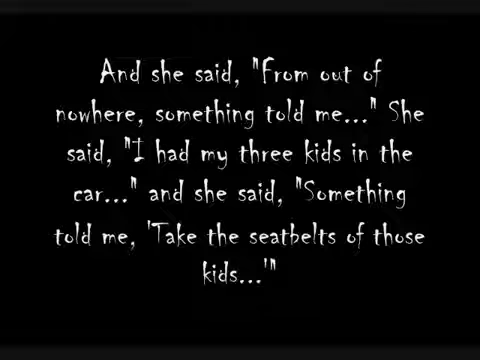 And she said, "From out of
nowhere, something told me..." She
said, "I had my three kids in the
car..." and she said, "Something
told me, 'Take the seatbelts of those
kids...'"